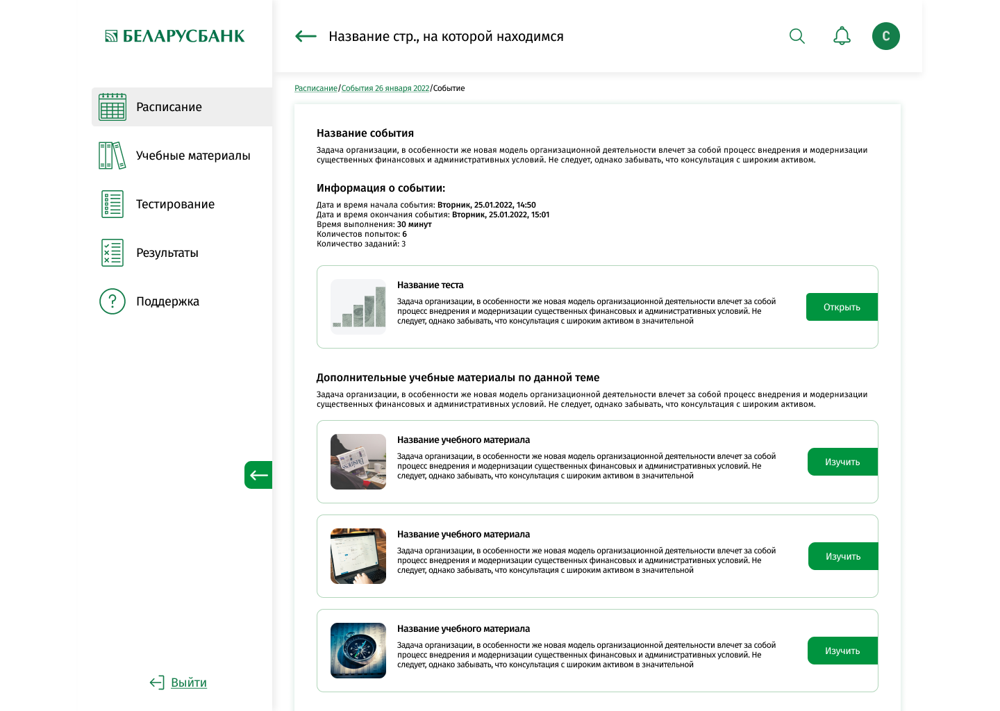 БЕЛАРУСБАНК
Название стр., на которой находимся
С
Расписание
Учебные материалы
Тестирование
Результаты
Поддержка
Выйти
Расписание/События 26 января 2022/Событие
Название события
Задача организации, в особенности же новая модель организационной деятельности влечет за собой процесс внедрения и модернизации
существенных финансовых и административных условий. Не следует, однако забывать, что консультация с широким активом.
Информация о событии:
Дата и время начала события: Вторник, 25.01.2022, 14:50
Дата и время окончания события: Вторник, 25.01.2022, 15:01
Время выполнения: 30 минут
Количестов попыток: 6
Количество заданий: 3
Название теста
Задача организации, в особенности же новая модель организационной деятельности влечет за собой
процесс внедрения и модернизации существенных финансовых и административных условий. Не
следует, однако забывать, что консультация с широким активом в значительной
Открыть
Дополнительные учебные материалы по данной теме
Задача организации, в особенности же новая модель организационной деятельности влечет за собой процесс внедрения и модернизации
существенных финансовых и административных условий. Не следует, однако забывать, что консультация с широким активом.
Название учебного материала
Задача организации, в особенности же новая модель организационной деятельности влечет за собой
процесс внедрения и модернизации существенных финансовых и административных условий. Не
следует, однако забывать, что консультация с широким активом в значительной
Изучить
Название учебного материала
Задача организации, в особенности же новая модель организационной деятельности влечет за собой
процесс внедрения и модернизации существенных финансовых и административных условий. Не
следует, однако забывать, что консультация с широким активом в значительной
Изучить
Название учебного материала
Задача организации, в особенности же новая модель организационной деятельности влечет за собой
процесс внедрения и модернизации существенных финансовых и административных условий. Не
следует, однако забывать, что консультация с широким активом в значительной
Изучить